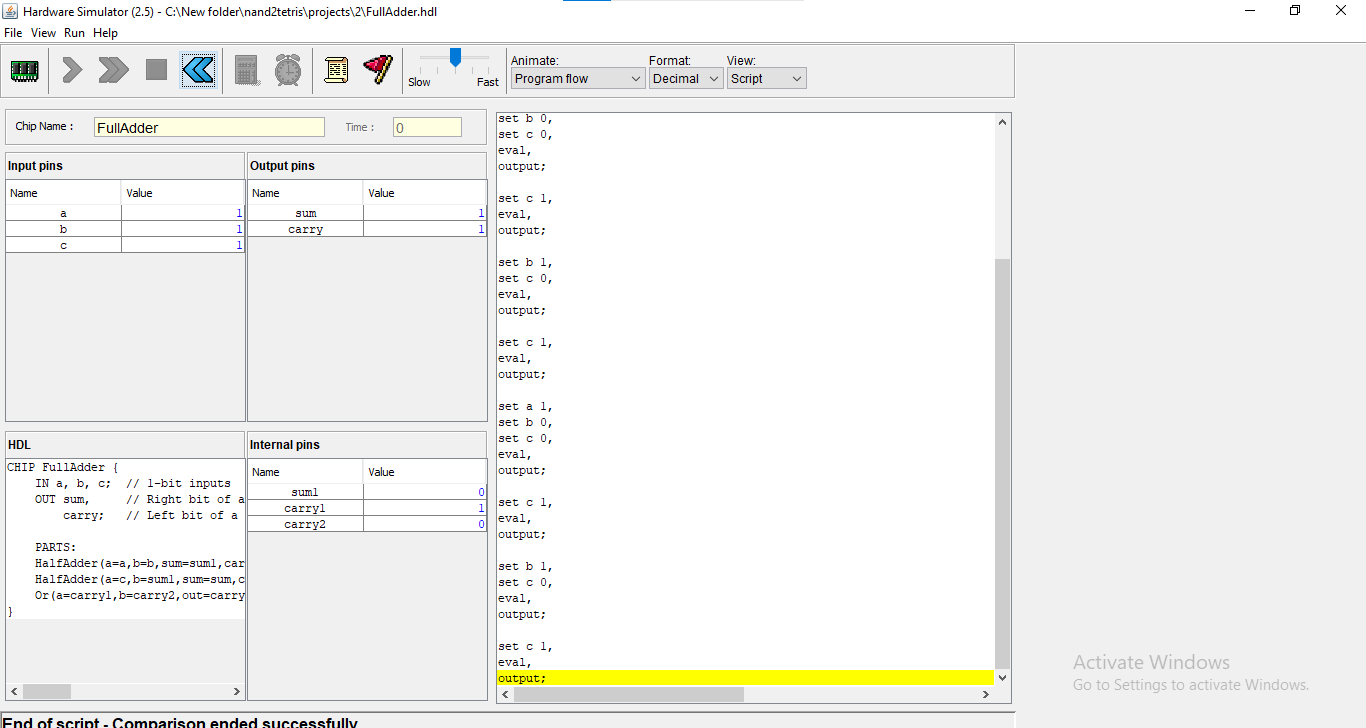 Hardware Simulator (2.5) - C:\New folder\nand2tetris\projects\2\FullAdder.hdl
File View Run Help
Slow
Fast
Animate:
Program flow
Format:
Decimal
View:
Script
Chip Name :
FullAdder
Time :
0
Input pins
Name Value
a 1
b 1
c 1
Output pins
Name Value
sum 1
carry 1
HDL
CHIP FullAdder {
IN a, b, c; // 1-bit inputs
OUT sum, // Right bit of a
carry; // Left bit of a
PARTS:
HalfAdder(a=a,b=b,sum=sum1,car
HalfAdder(a=c,b=sum1,sum=sum,c
Or(a=carry1,b=carry2,out=carry
}
Internal pins
Name Value
sum1 0
carry1 1
carry2 0
set b 0,
set c 0,
eval,
output;
set c 1,
eval,
output;
set b 1,
set c 0,
eval,
output;
set c 1,
eval,
output;
set a 1,
set b 0,
set c 0,
eval,
output;
set c 1,
eval,
output;
set b 1,
set c 0,
eval,
output;
set c 1,
eval,
output;
End of script - Comparison ended successfully
Activate Windows
Go to Settings to activate Windows.